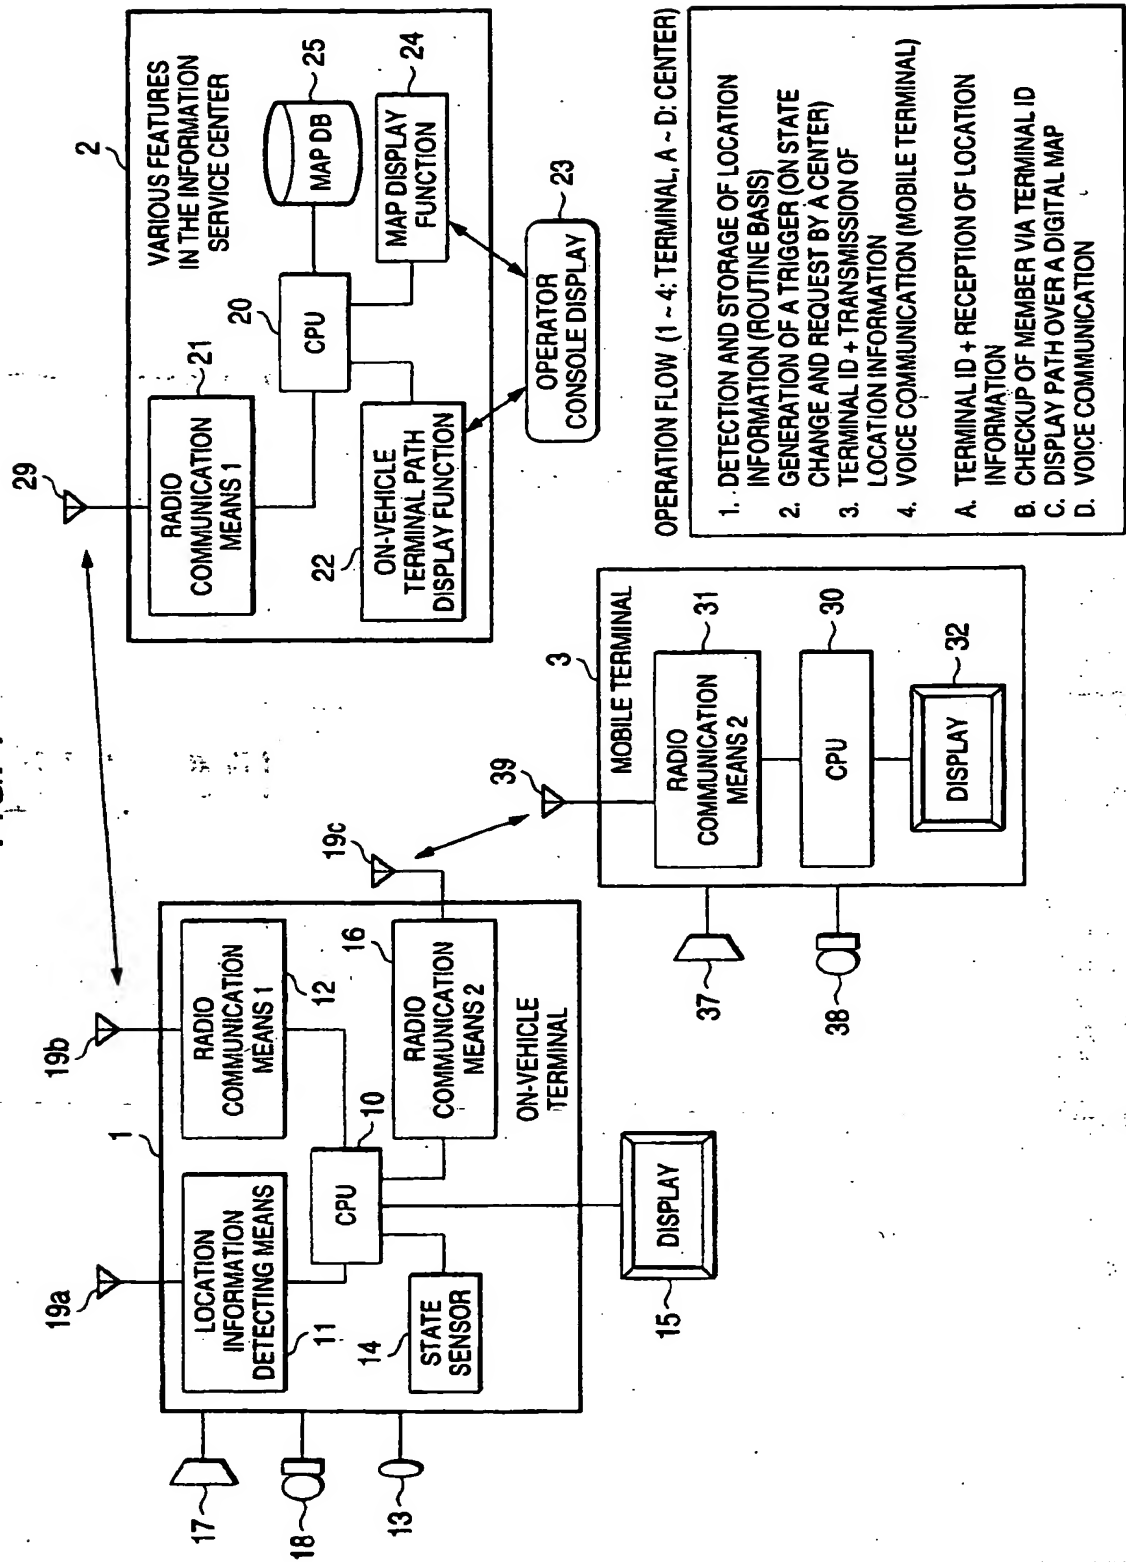 19a
19b
1
LOCATION
INFORMATION
DETECTING MEANS
11
RADIO
COMMUNICATION
MEANS 1
12
10
CPU
14
STATE
SENSOR
16
RADIO
COMMUNICATION
MEANS 2
ON-VEHICLE
TERMINAL
17
18
13
DISPLAY
15
19c
29
2
VARIOUS FEATURES
IN THE INFORMATION
SERVICE CENTER
21
RADIO
COMMUNICATION
MEANS 1
20
CPU
25
MAP DB
24
MAP DISPLAY
FUNCTION
22
ON-VEHICLE
TERMINAL PATH
DISPLAY FUNCTION
23
OPERATOR
CONSOLE DISPLAY
39
3
MOBILE TERMINAL
31
RADIO
COMMUNICATION
MEANS 2
30
CPU
32
DISPLAY
37
38
OPERATION FLOW (1 ~ 4: TERMINAL, A ~ D: CENTER)
1. DETECTION AND STORAGE OF LOCATION
INFORMATION (ROUTINE BASIS)
2. GENERATION OF A TRIGGER (ON STATE
CHANGE AND REQUEST BY A CENTER)
3. TERMINAL ID + TRANSMISSION OF
LOCATION INFORMATION
4. VOICE COMMUNICATION (MOBILE TERMINAL)
A. TERMINAL ID + RECEPTION OF LOCATION
INFORMATION
B. CHECKUP OF MEMBER VIA TERMINAL ID
C. DISPLAY PATH OVER A DIGITAL MAP
D. VOICE COMMUNICATION